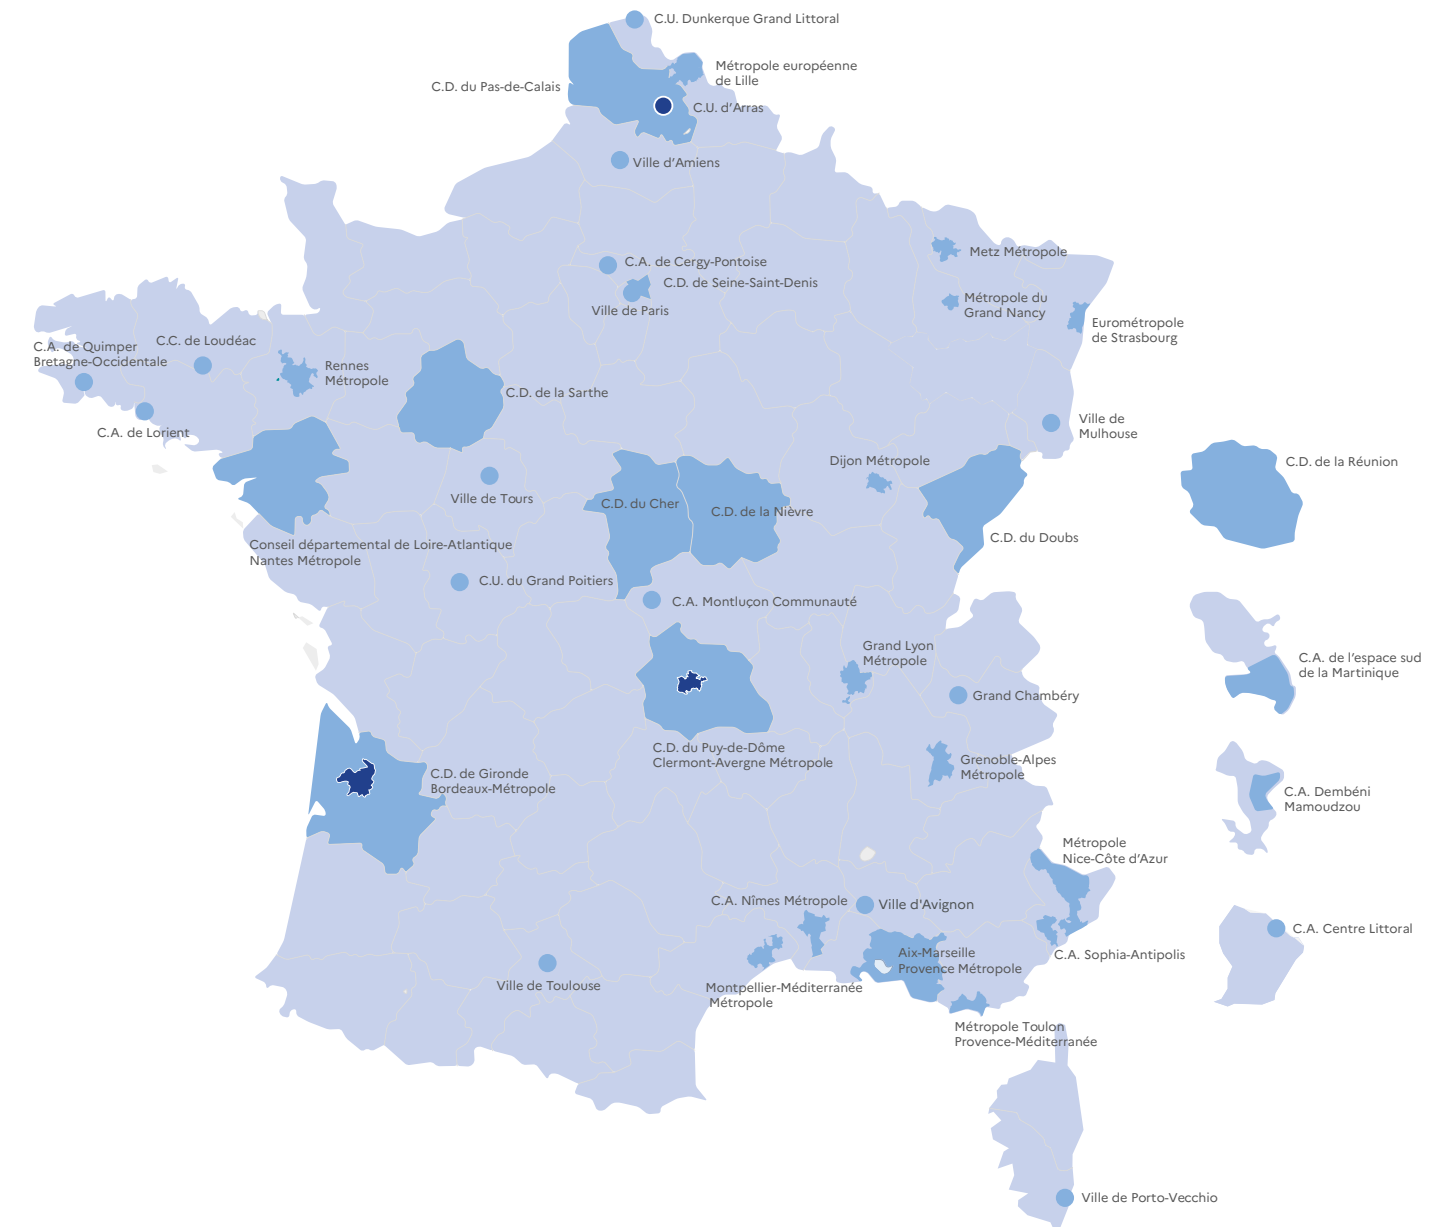 C.U. Dunkerque Grand Littoral
Métropole européenne
de Lille
C.D. du Pas-de-Calais
C.U. d’Arras
Ville d’Amiens
Metz Métropole
C.A. de Cergy-Pontoise
C.D. de Seine-Saint-Denis
Ville de Paris
Métropole du
Grand Nancy
Eurométropole
de Strasbourg
C.A. de Quimper
Bretagne-Occidentale
C.C. de Loudéac
Rennes
Métropole
C.D. de la Sarthe
C.A. de Lorient
Ville de
Mulhouse
Dijon Métropole
C.D. de la Réunion
Ville de Tours
C.D. du Cher
C.D. de la Nièvre
C.D. du Doubs
Conseil départemental de Loire-Atlantique
Nantes Métropole
C.U. du Grand Poitiers
C.A. Montluçon Communauté
Grand Lyon
Métropole
C.A. de l’espace sud
de la Martinique
Grand Chambéry
C.D. du Puy-de-Dôme
Clermont-Avergne Métropole
Grenoble-Alpes
Métropole
C.D. de Gironde
Bordeaux-Métropole
C.A. Dembéni
Mamoudzou
Métropole
Nice-Côte d’Azur
C.A. Nîmes Métropole
Ville d'Avignon
C.A. Centre Littoral
Aix-Marseille
Provence Métropole
C.A. Sophia-Antipolis
Ville de Toulouse
Montpellier-Méditerranée
Métropole
Métropole Toulon
Provence-Méditerranée
Ville de Porto-Vecchio